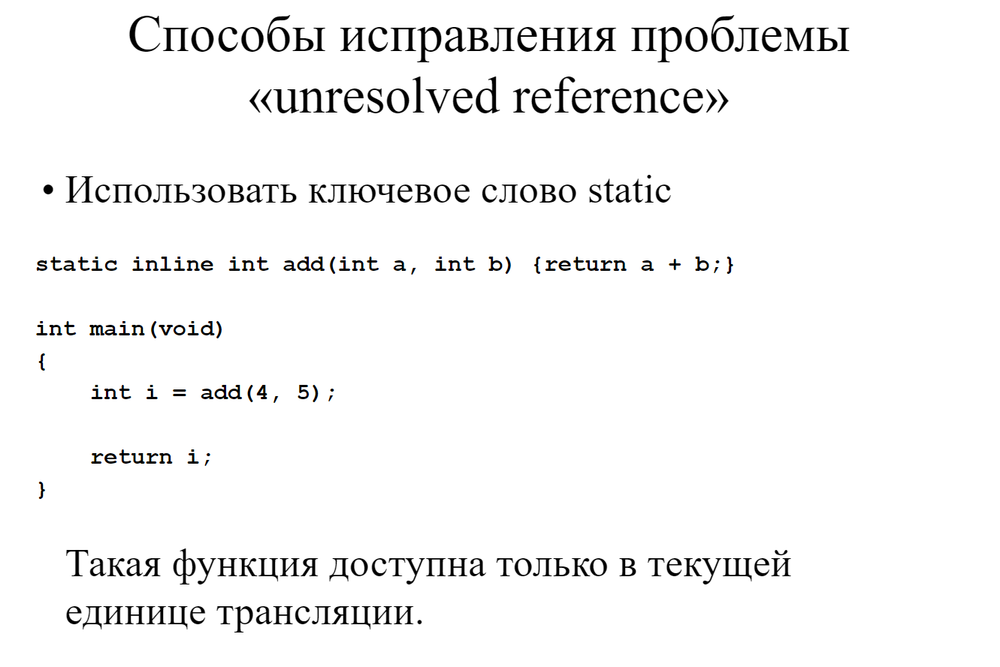 Способы исправления проблемы
«unresolved reference»
• Использовать ключевое слово static
static inline int add(int a, int b) {return a + b;}
int main(void)
{
    int i = add(4, 5);
    return i;
}
Такая функция доступна только в текущей
единице трансляции.